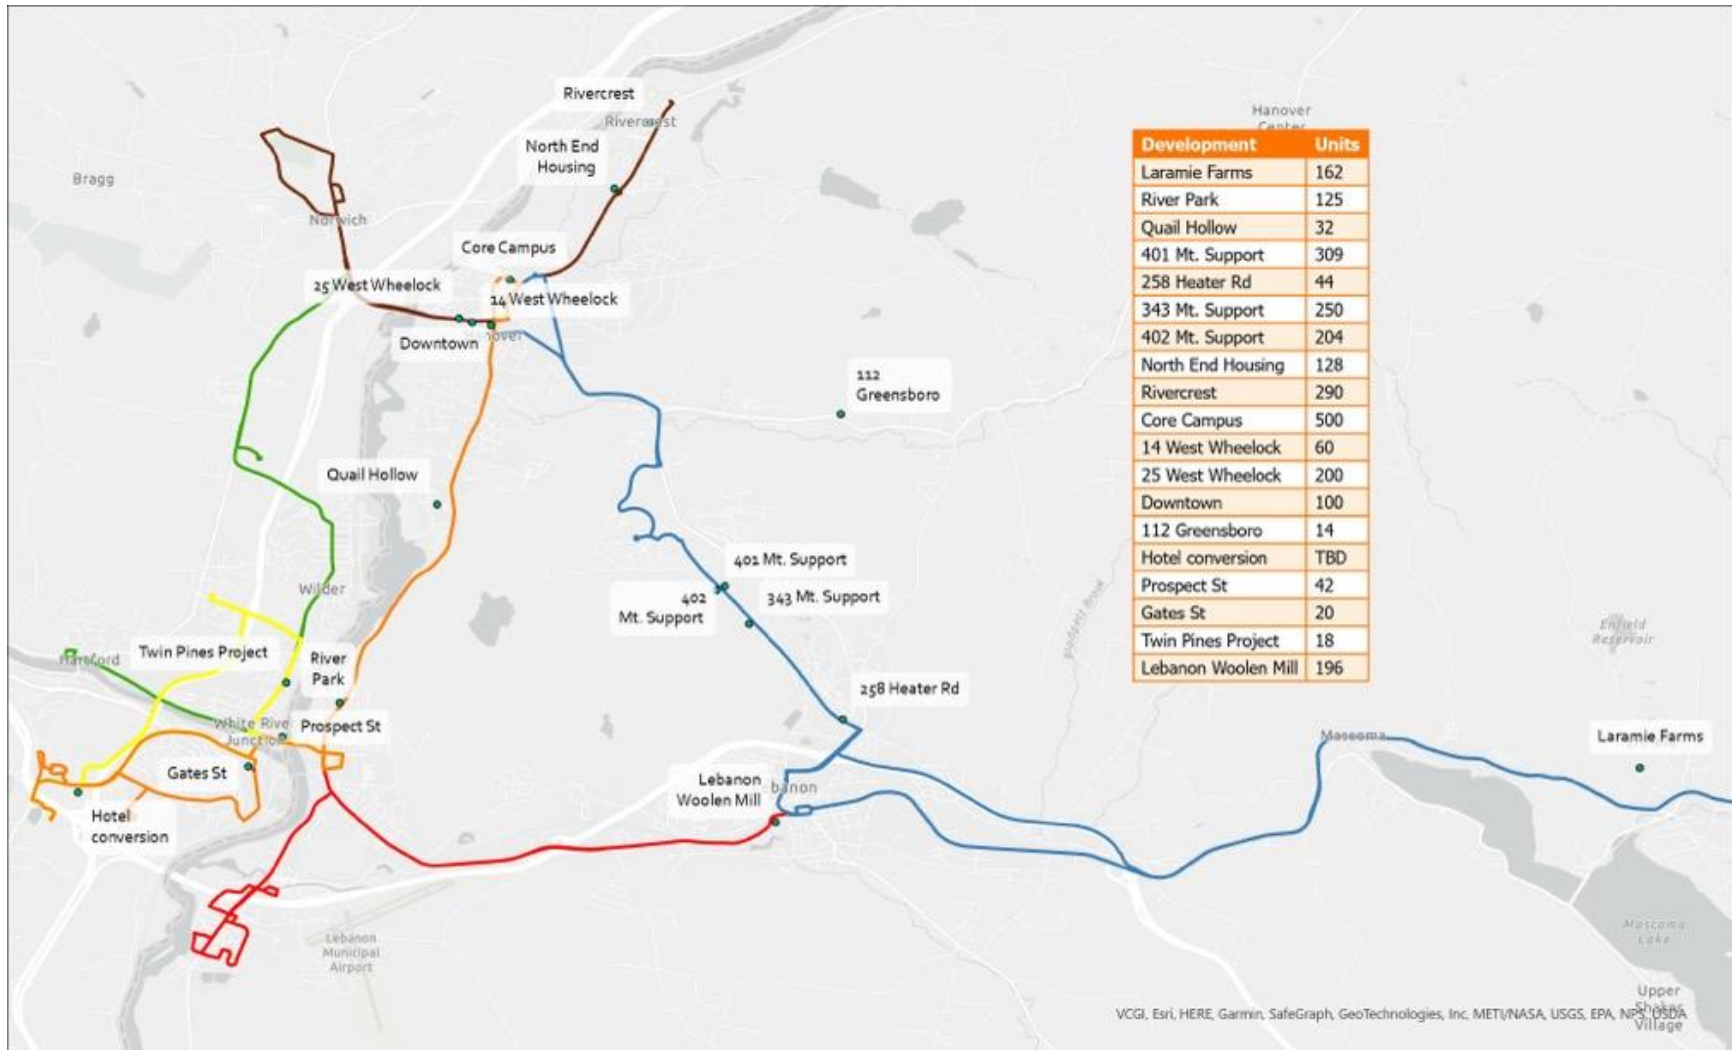 Rivercrest
Rivercrest
North End
Housing
Bragg
Norwich
Core Campus
25 West Wheelock
14 West Wheelock
Downtown
Hanover
Center
Development Units
Laramie Farms 162
River Park 125
Quail Hollow 32
401 Mt. Support 309
258 Heater Rd 44
343 Mt. Support 250
402 Mt. Support 204
North End Housing 128
Rivercrest 290
Core Campus 500
14 West Wheelock 60
25 West Wheelock 200
Downtown 100
112 Greensboro 14
Hotel conversion TBD
Prospect St 42
Gates St 20
Twin Pines Project 18
Lebanon Woolen Mill 196
112
Greensboro
Quail Hollow
401 Mt. Support
402
Mt. Support
343 Mt. Support
Wilder
Blodgett Brook
Enfield
Reservoir
Hartford
Twin Pines Project
River
Park
258 Heater Rd
White Rive
Junction
Prospect St
Mascoma
Laramie Farms
Gates St
Lebanon
Woolen Mill
banon
Hotel
conversion
Lebanon
Municipal
Airport
Mascoma
Lake
Upper
Shaker
Village
VCGI, Esri, HERE, Garmin, SafeGraph, GeoTechnologies, Inc, METI/NASA, USGS, EPA, NPS, USDA